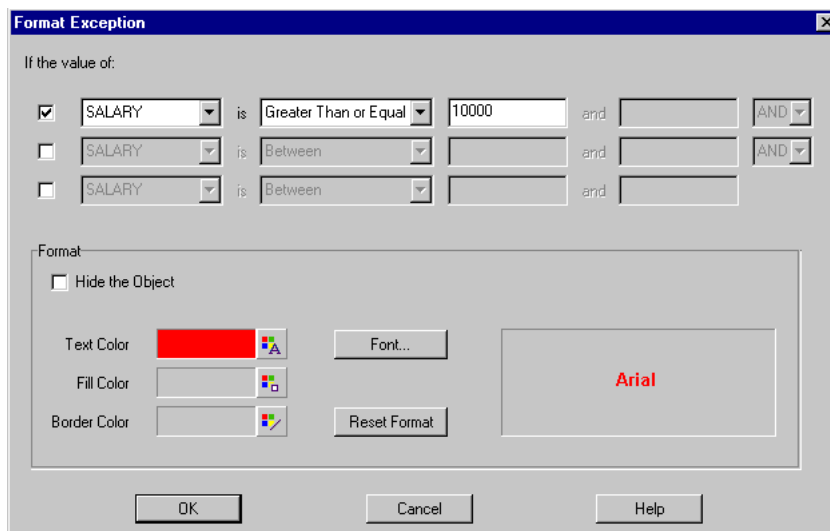 Format Exception
If the value of:
SALARY is Greater Than or Equal 10000 and AND
SALARY is Between and AND
SALARY is Between and
Format
Hide the Object
Text Color Font...
Fill Color Arial
Border Color Reset Format
OK Cancel Help